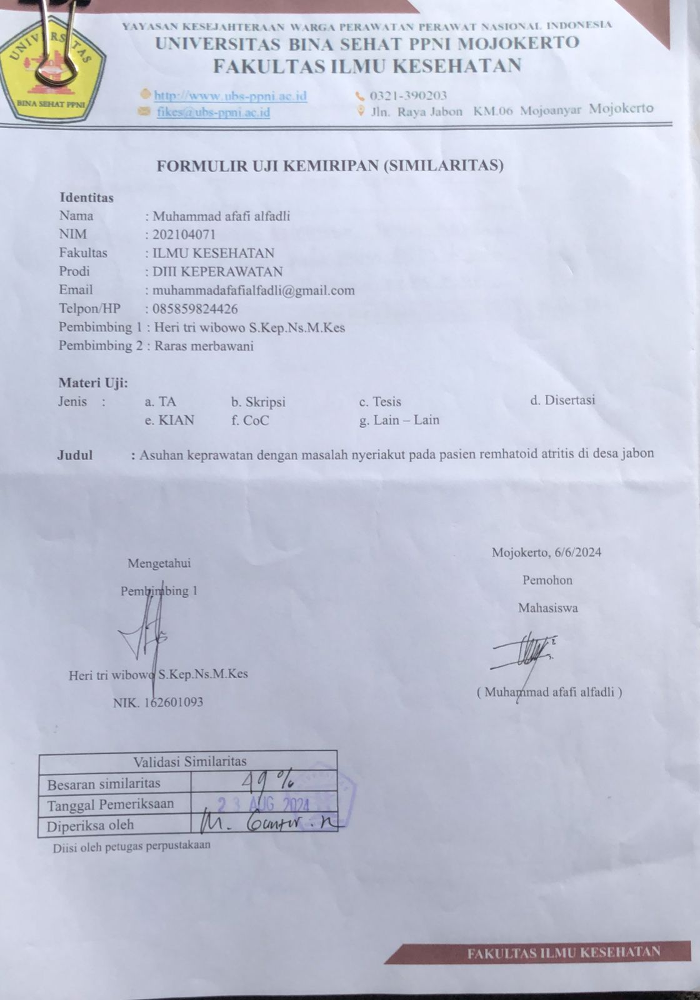 UNIVERSITAS
BINA SEHAT PPNI
YAYASAN KESEJAHTERAAN WARGA PERAWATAN PERAWAT NASIONAL INDONESIA
UNIVERSITAS BINA SEHAT PPNI MOJOKERTO
FAKULTAS ILMU KESEHATAN
http://www.ubs-ppni.ac.id 0321-390203
fikes@ubs-ppni.ac.id Jln. Raya Jabon KM.06 Mojoanyar Mojokerto
FORMULIR UJI KEMIRIPAN (SIMILARITAS)
Identitas
Nama : Muhammad afafi alfadli
NIM : 202104071
Fakultas : ILMU KESEHATAN
Prodi : DIII KEPERAWATAN
Email : muhammadafafialfadli@gmail.com
Telpon/HP : 085859824426
Pembimbing 1 : Heri tri wibowo S.Kep.Ns.M.Kes
Pembimbing 2 : Raras merbawani
Materi Uji:
Jenis : a. TA b. Skripsi c. Tesis d. Disertasi
e. KIAN f. CoC g. Lain – Lain
Judul : Asuhan keprawatan dengan masalah nyeriakut pada pasien remhatoid atritis di desa jabon
Mojokerto, 6/6/2024
Mengetahui
Pemohon
Pembimbing 1
Mahasiswa
Heri tri wibowo S.Kep.Ns.M.Kes
( Muhammad afafi alfadli )
NIK. 162601093
Validasi Similaritas
Besaran similaritas 49 %
Tanggal Pemeriksaan 23 AUG 2024
Diperiksa oleh M.
Diisi oleh petugas perpustakaan
FAKULTAS ILMU KESEHATAN